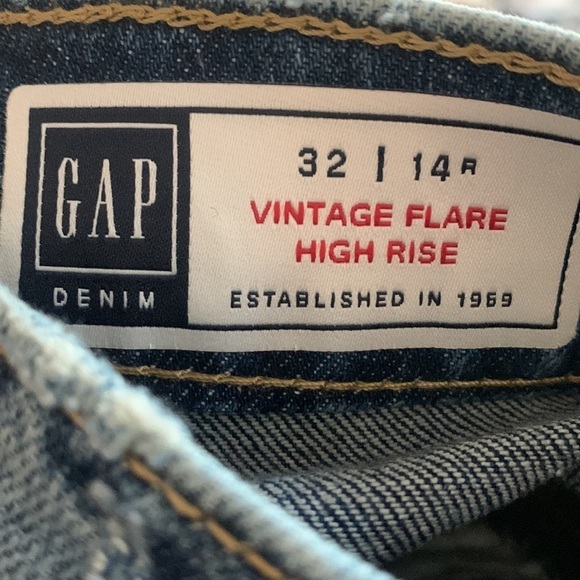 GAP
DENIM
32 | 14R
VINTAGE FLARE
HIGH RISE
ESTABLISHED IN 1969